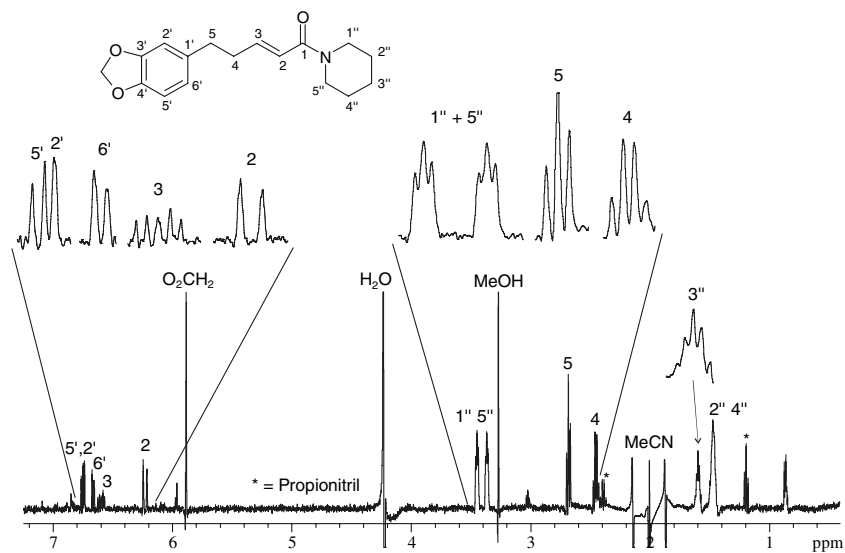 O
3 1 1"
5
2' N 2"
O 3' 1' 4 2
O 4' 6' 5" 3"
5' 4"
5' 2' 6' 3 2
1" + 5" 5 4
O₂CH₂ H₂O MeOH
3"
5',2' 6' 3 2
* = Propionitril
1" 5" 5 4 * MeCN 2" 4" *
7 6 5 4 3 2 1 ppm